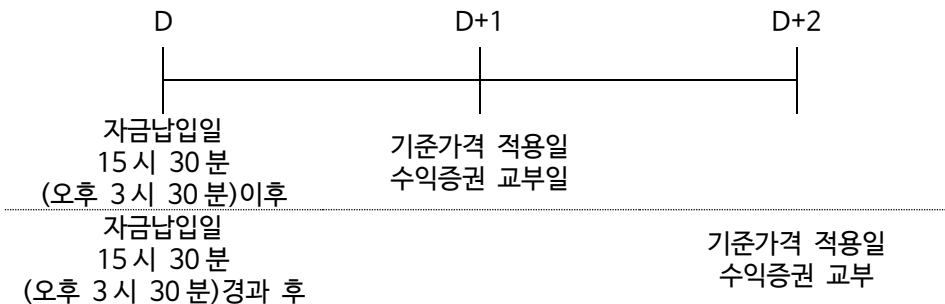 D D+1 D+2
자금납입일
15시 30분
(오후 3시 30분)이후
기준가격 적용일
수익증권 교부일
자금납입일
15시 30분
(오후 3시 30분)경과 후
기준가격 적용일
수익증권 교부